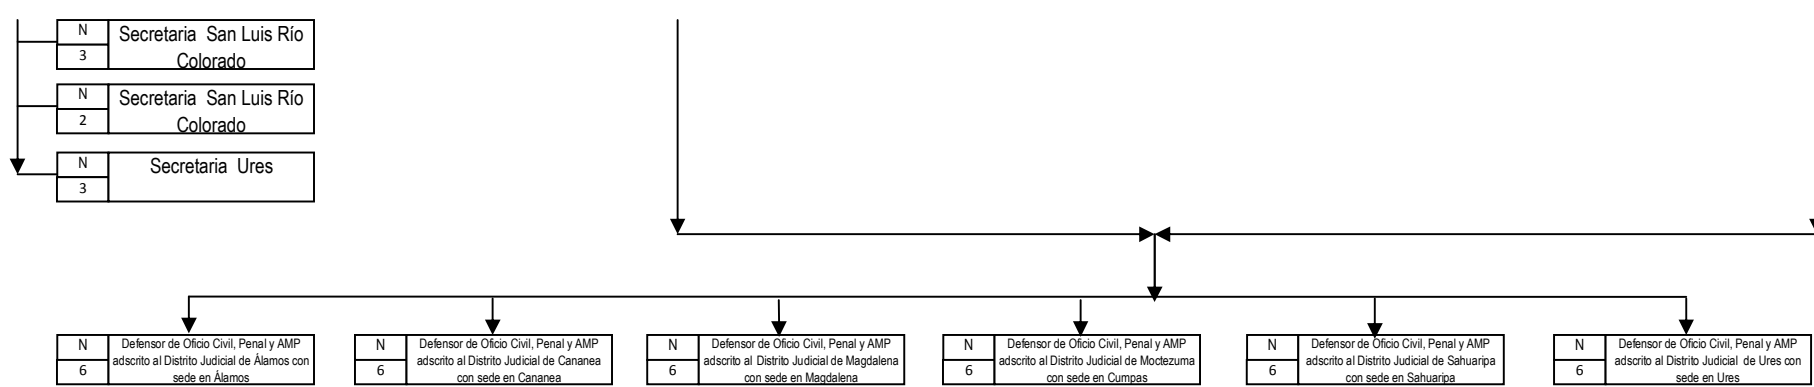 N
3
Secretaria San Luis Río
Colorado
N
2
Secretaria San Luis Río
Colorado
N
3
Secretaria Ures
N
6
Defensor de Oficio Civil, Penal y AMP
adscrito al Distrito Judicial de Álamos con
sede en Álamos
N
6
Defensor de Oficio Civil, Penal y AMP
adscrito al Distrito Judicial de Cananea
con sede en Cananea
N
6
Defensor de Oficio Civil, Penal y AMP
adscrito al Distrito Judicial de Magdalena
con sede en Magdalena
N
6
Defensor de Oficio Civil, Penal y AMP
adscrito al Distrito Judicial de Moctezuma
con sede en Cumpas
N
6
Defensor de Oficio Civil, Penal y AMP
adscrito al Distrito Judicial de Sahuaripa
con sede en Sahuaripa
N
6
Defensor de Oficio Civil, Penal y AMP
adscrito al Distrito Judicial de Ures con
sede en Ures